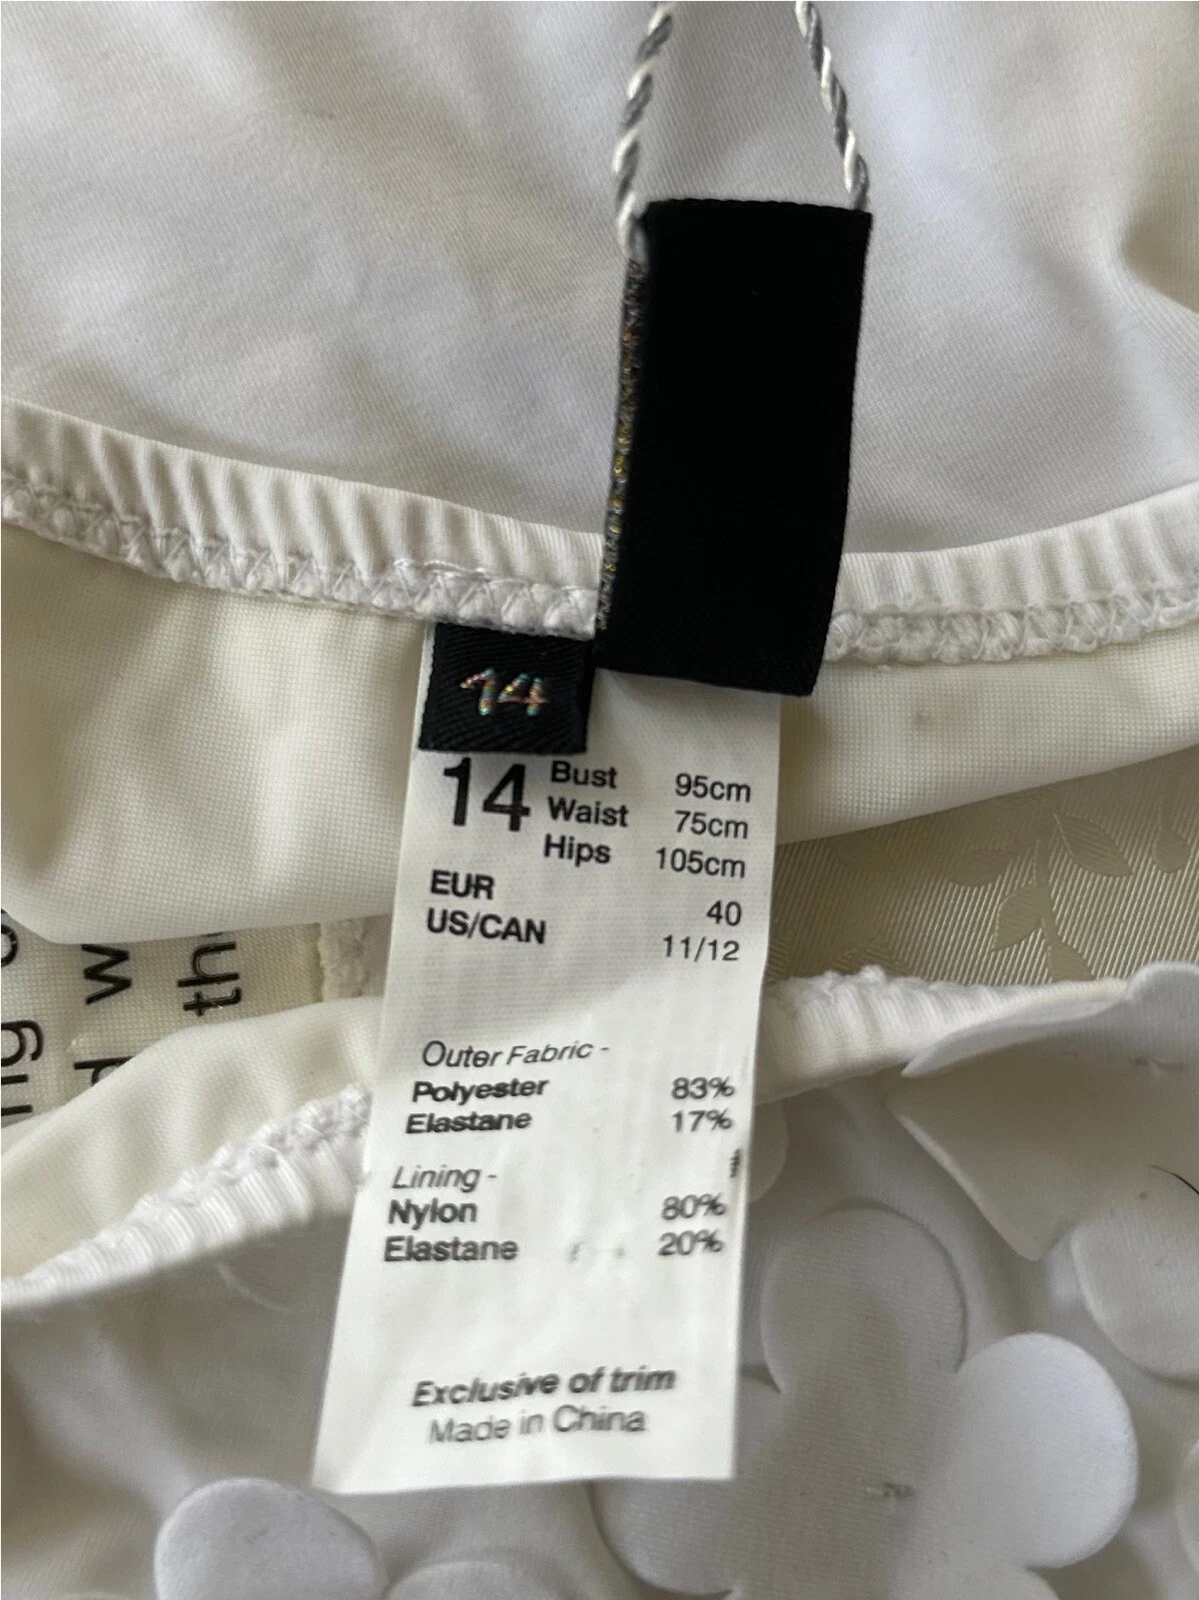 14
14 Bust 95cm
Waist 75cm
Hips 105cm
EUR 40
US/CAN 11/12
Outer Fabric -
Polyester 83%
Elastane 17%
Lining -
Nylon 80%
Elastane 20%
Exclusive of trim
Made in China
w
th